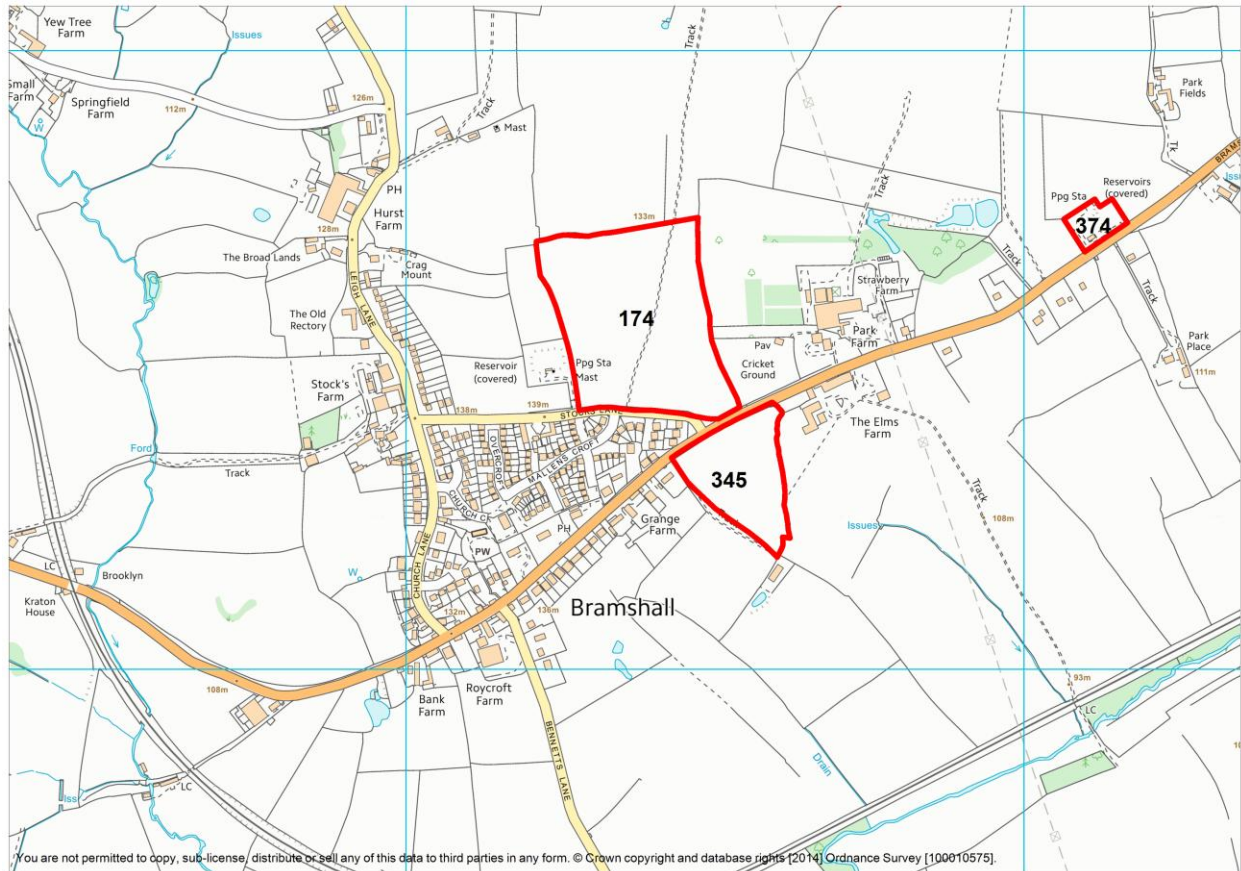 Yew Tree
Farm
Issues
Track
Track
Track
Park
Fields
Small
Farm
Springfield
Farm
126m
112m
W
Mast
Tk
PH
Hurst
Farm
133m
Ppg Sta
Reservoirs
(covered)
374
128m
The Broad Lands
Crag
Mount
LEIGH LANE
Strawberry
Farm
Track
Track
The Old
Rectory
174
Park
Farm
Pav
Cricket
Ground
Park
Place
111m
Reservoir
(covered)
Ppg Sta
Mast
Stock's
Farm
138m
139m
STOCKS LANE
The Elms
Farm
Ford
Track
OVERCROFT
MALLENS CROFT
345
CHURCH CL
Track
PH
Grange
Farm
Issues
108m
PW
LC
Brooklyn
W
CHURCH LANE
Kraton
House
132m
136m
Bramshall
108m
Bank
Farm
Roycroft
Farm
93m
LC
BENNETTS LANE
Drain
LC
You are not permitted to copy, sub-license, distribute or sell any of this data to third parties in any form. © Crown copyright and database rights [2014] Ordnance Survey [100010575].